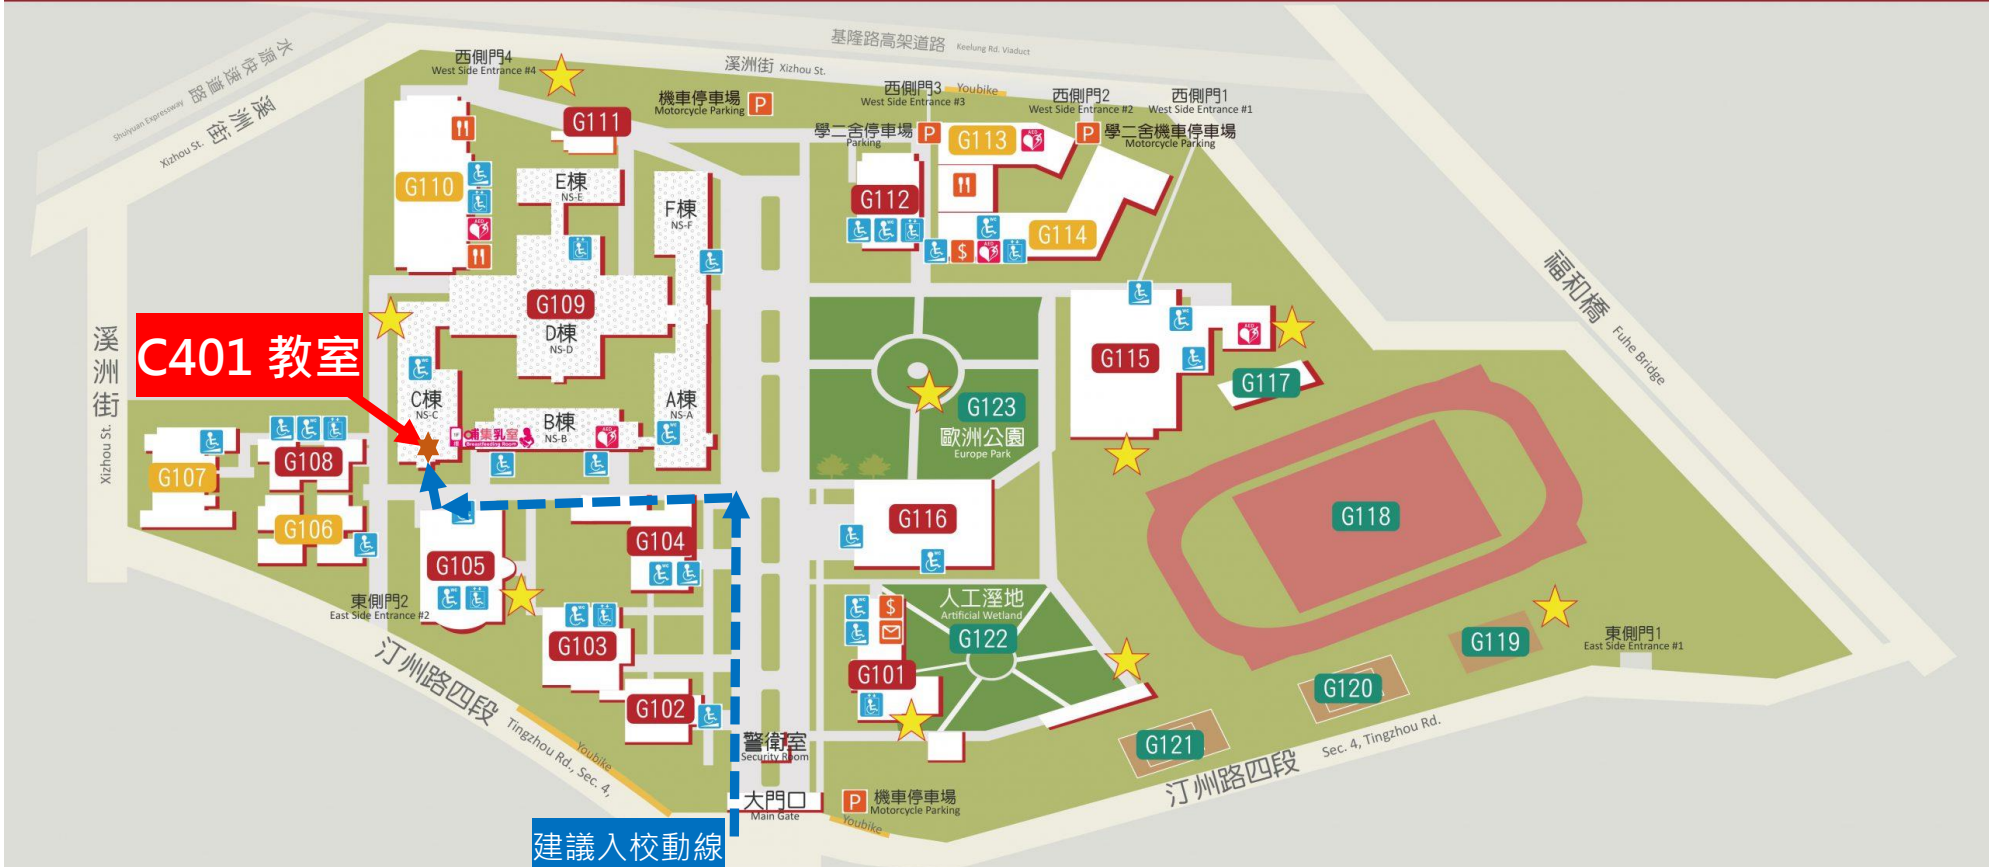 基隆路高架道路 Keelung Rd. Viaduct
水源快速道路
Shuiyuan Expressway
溪洲街
Xizhou St.
西側門4
West Side Entrance #4
溪洲街 Xizhou St.
機車停車場
Motorcycle Parking
P
西側門3
West Side Entrance #3
Youbike
西側門2
West Side Entrance #2
西側門1
West Side Entrance #1
學二舍停車場
Parking
P
學二舍機車停車場
Motorcycle Parking
P
G111
G113
AED
G110
E棟
NS-E
F棟
NS-F
G112
G114
WC
$
AED
G109
D棟
NS-D
C401 教室
C棟
NS-C
B棟
NS-B
A棟
NS-A
哺集乳室
Breastfeeding Room
AED
G123
歐洲公園
Europe Park
G115
AED
G117
福和橋
Fuhe Bridge
溪洲街
Xizhou St.
G107
G108
G106
G105
G104
G116
G118
東側門2
East Side Entrance #2
G103
G102
G101
$
人工溼地
Artificial Wetland
G122
G119
東側門1
East Side Entrance #1
G120
G121
汀州路四段
Tingzhou Rd., Sec. 4,
Youbike
警衛室
Security Room
大門口
Main Gate
P
機車停車場
Motorcycle Parking
Youbike
汀州路四段
Sec. 4, Tingzhou Rd.
建議入校動線